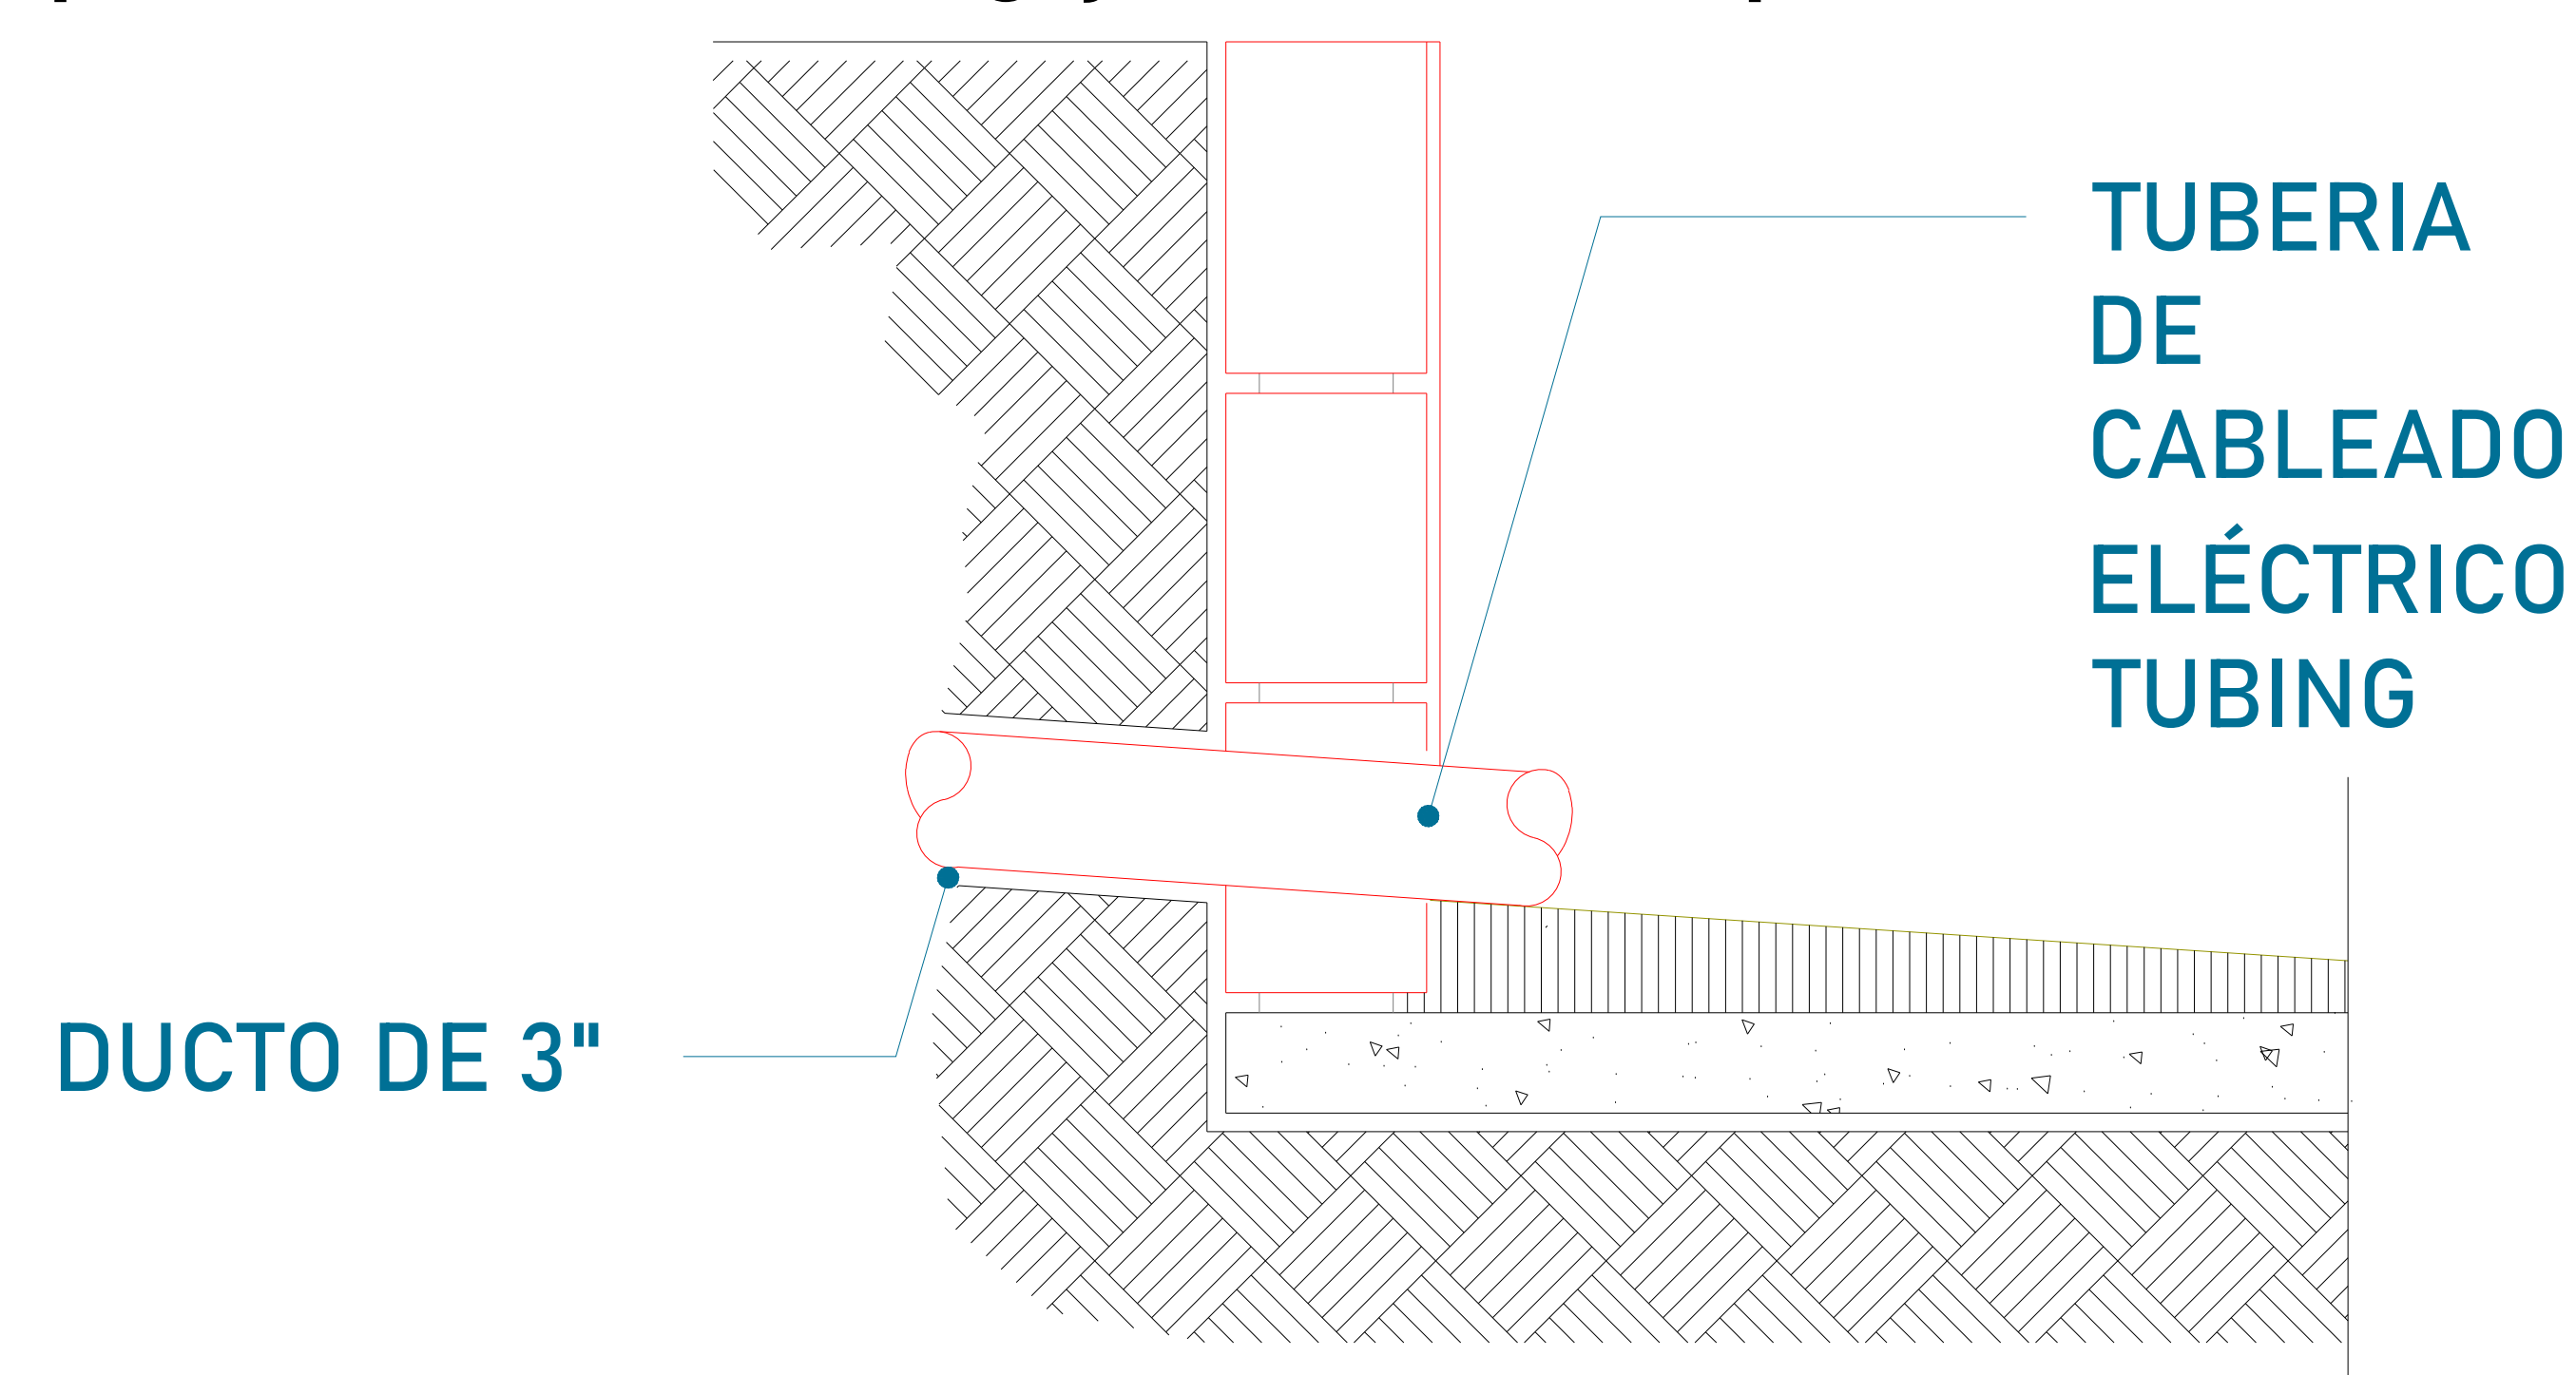 TUBERIA
DE
CABLEADO
ELÉCTRICO
TUBING
DUCTO DE 3"